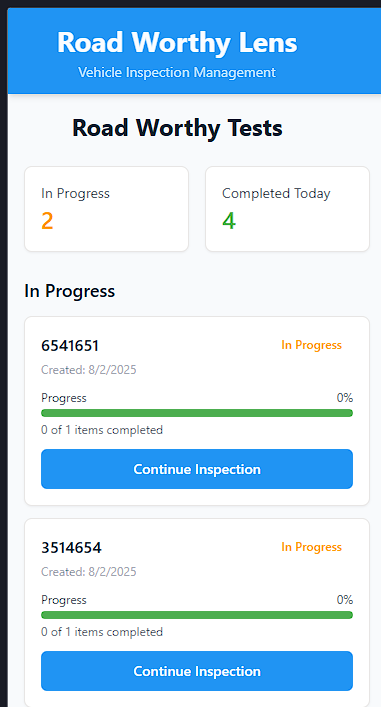 Road Worthy Lens
Vehicle Inspection Management
Road Worthy Tests
In Progress
2
Completed Today
4
In Progress
6541651
In Progress
Created: 8/2/2025
Progress
0%
0 of 1 items completed
Continue Inspection
3514654
In Progress
Created: 8/2/2025
Progress
0%
0 of 1 items completed
Continue Inspection